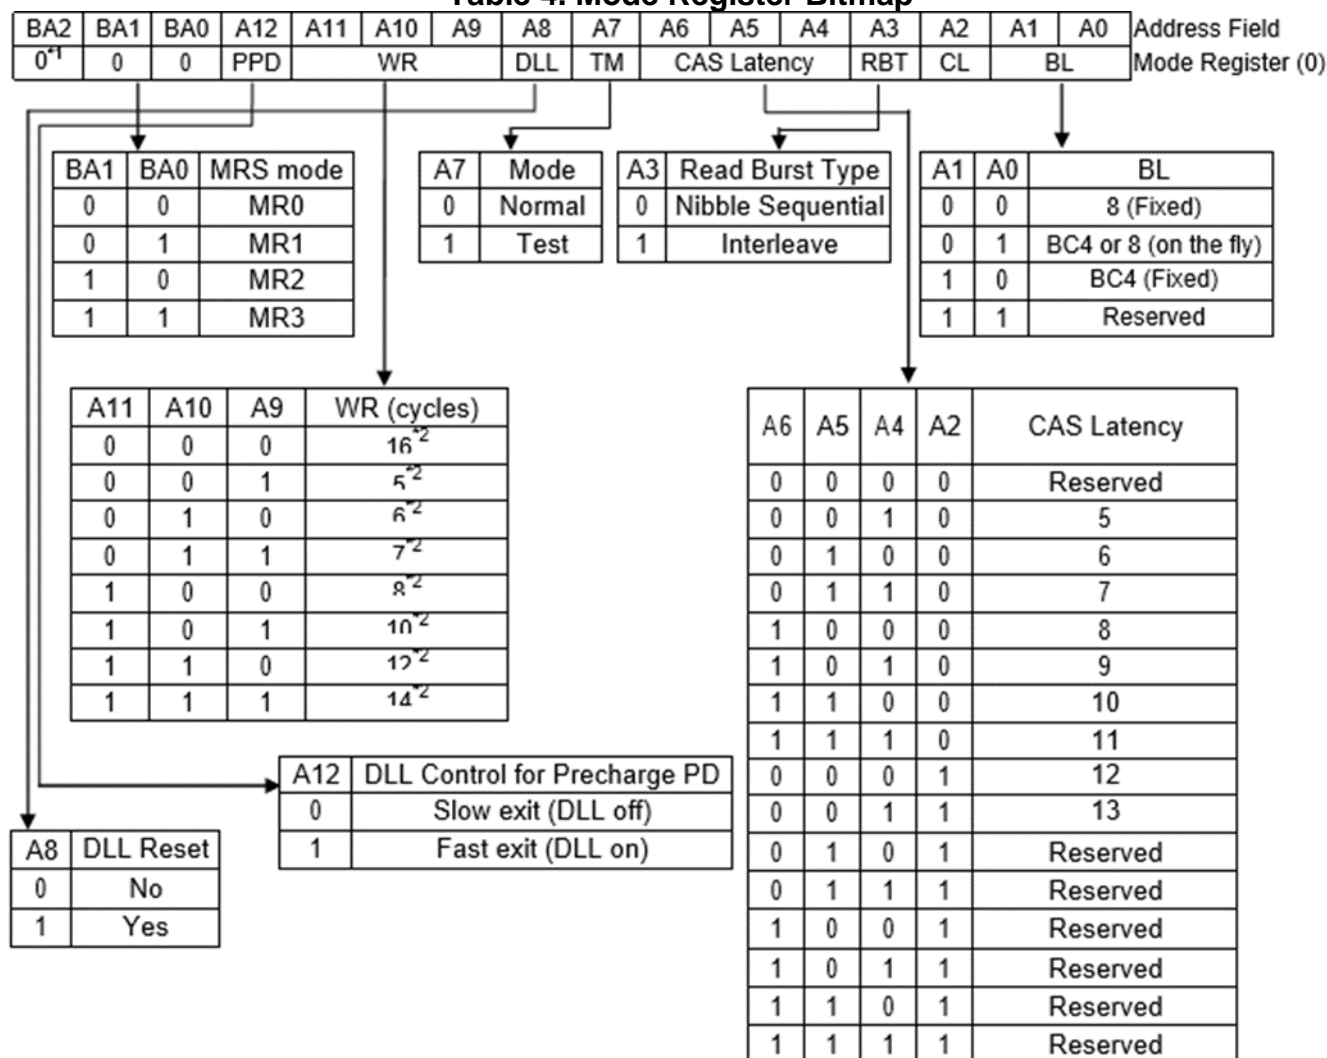 Table 4. Mode Register Bitmap
BA2 BA1 BA0 A12 A11 A10 A9 A8 A7 A6 A5 A4 A3 A2 A1 A0 Address Field
0*1 0 0 PPD WR DLL TM CAS Latency RBT CL BL Mode Register (0)
BA1 BA0 MRS mode
0 0 MR0
0 1 MR1
1 0 MR2
1 1 MR3
A7 Mode
0 Normal
1 Test
A3 Read Burst Type
0 Nibble Sequential
1 Interleave
A1 A0 BL
0 0 8 (Fixed)
0 1 BC4 or 8 (on the fly)
1 0 BC4 (Fixed)
1 1 Reserved
A11 A10 A9 WR (cycles)
0 0 0 16*2
0 0 1 5*2
0 1 0 6*2
0 1 1 7*2
1 0 0 8*2
1 0 1 10*2
1 1 0 12*2
1 1 1 14*2
A6 A5 A4 A2 CAS Latency
0 0 0 0 Reserved
0 0 1 0 5
0 1 0 0 6
0 1 1 0 7
1 0 0 0 8
1 0 1 0 9
1 1 0 0 10
1 1 1 0 11
0 0 0 1 12
0 0 1 1 13
0 1 0 1 Reserved
0 1 1 1 Reserved
1 0 0 1 Reserved
1 0 1 1 Reserved
1 1 0 1 Reserved
1 1 1 1 Reserved
A12 DLL Control for Precharge PD
0 Slow exit (DLL off)
1 Fast exit (DLL on)
A8 DLL Reset
0 No
1 Yes